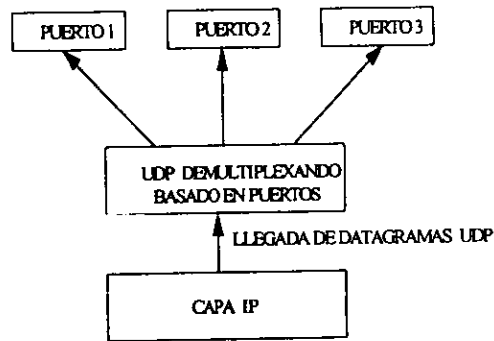 PUERTO 1
PUERTO 2
PUERTO 3
UDP DEMULTIPLEXANDO
BASADO EN PUERTOS
LLEGADA DE DATAGRAMAS UDP
CAPA IP